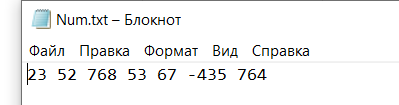 Num.txt – Блокнот
Файл Правка Формат Вид Справка
23 52 768 53 67 -435 764